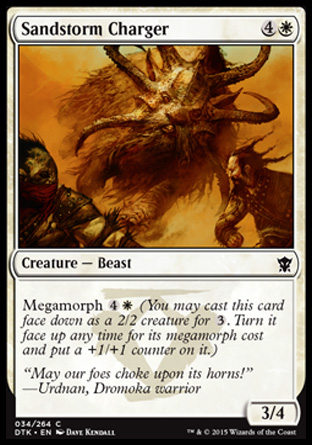 Sandstorm Charger 4
Creature — Beast
Megamorph 4 (You may cast this card
face down as a 2/2 creature for 3. Turn it
face up any time for its megamorph cost
and put a +1/+1 counter on it.)
"May our foes choke upon its horns!"
—Urdnan, Dromoka warrior
3/4
034/264 C
DTK • EN Dave Kendall
™ & © 2015 Wizards of the Coast